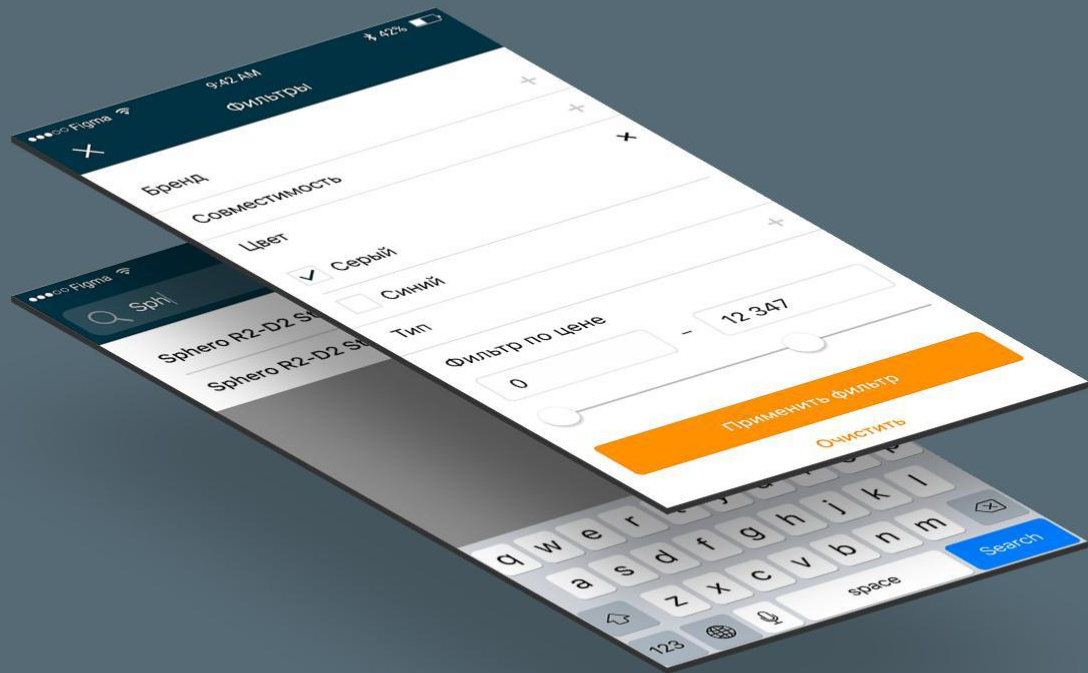 Figma
9:42 AM
42%
Фильтры
Бренд
Совместимость
Цвет
Серый
Синий
Тип
Фильтр по цене
0 – 12 347
Применить фильтр
Очистить
Figma
Sph
Sphero R2-D2
Sphero R2-D2
q w e r
a s d f g h j k l
z x c v b n m
123 space Search